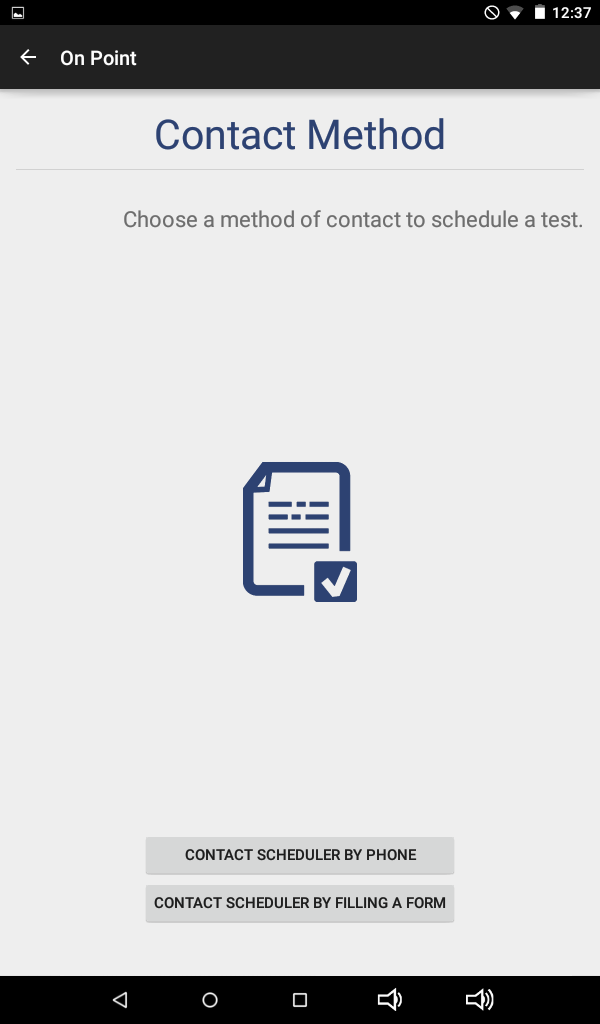 12:37
On Point
Contact Method
Choose a method of contact to schedule a test.
CONTACT SCHEDULER BY PHONE
CONTACT SCHEDULER BY FILLING A FORM